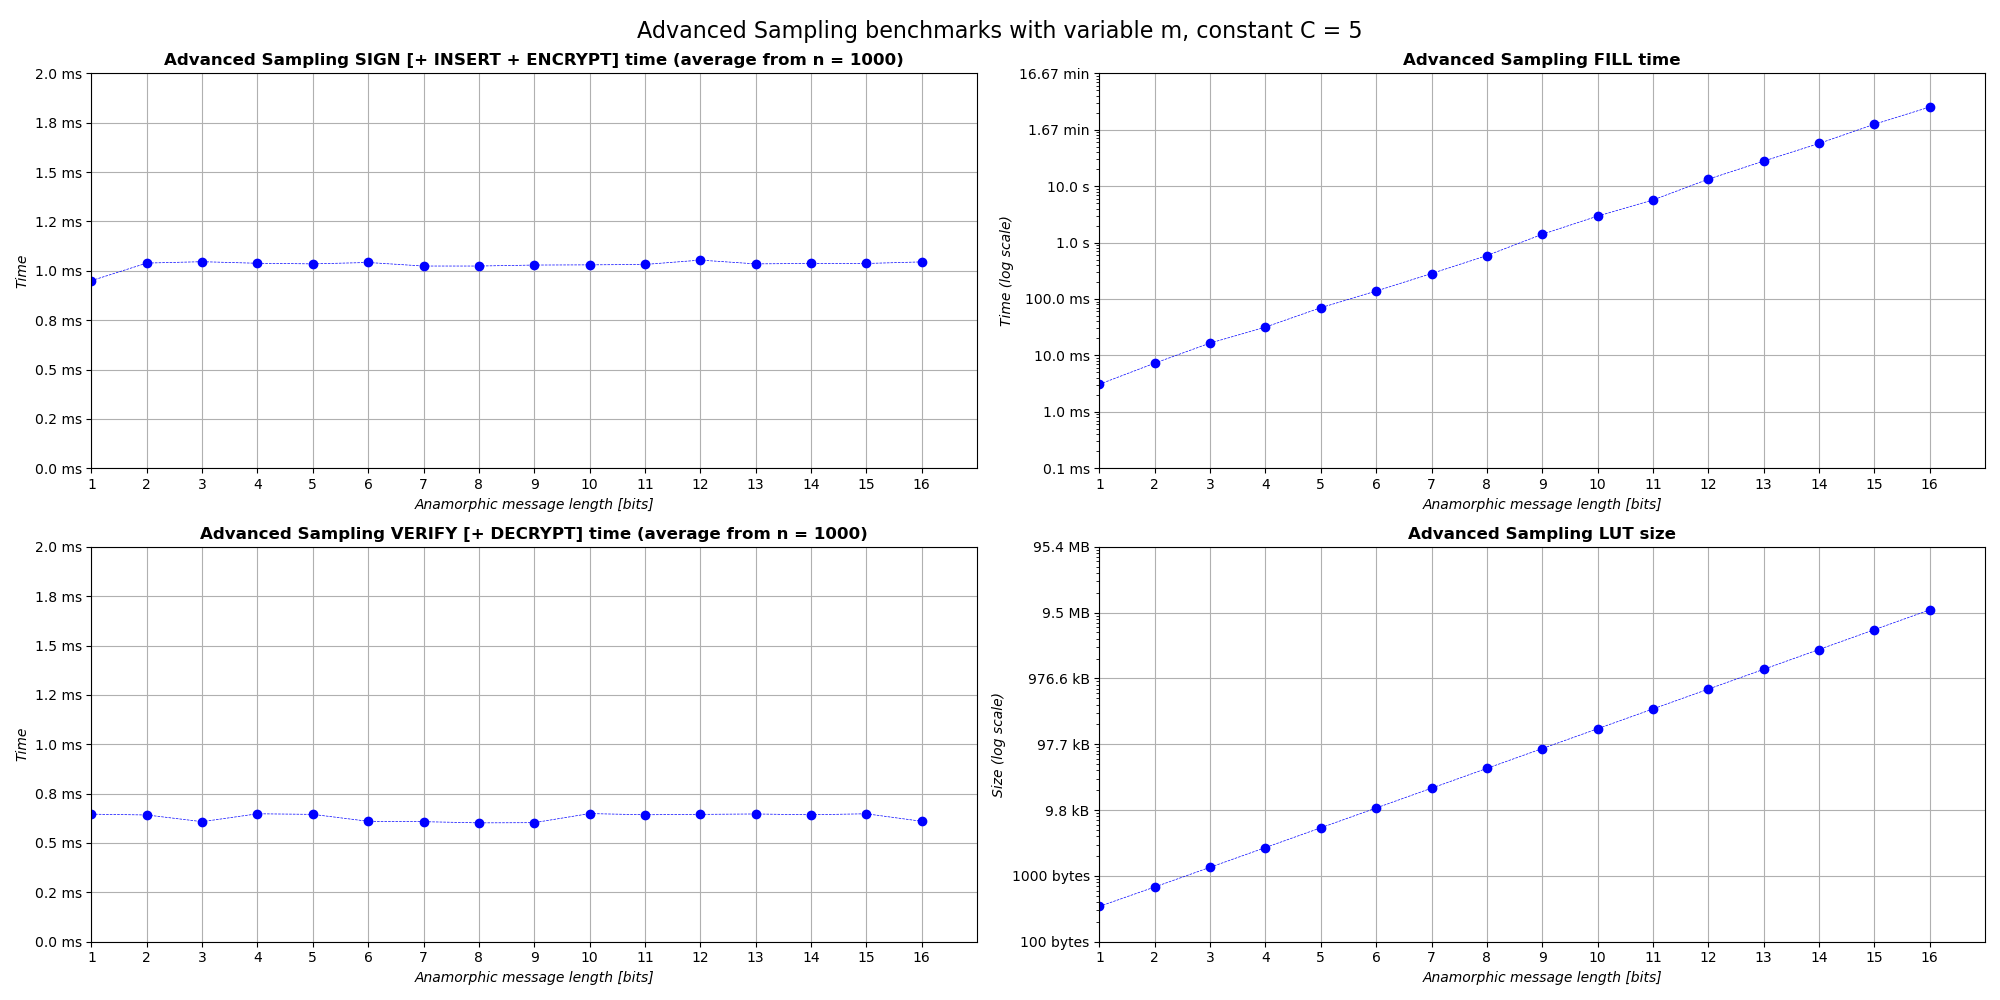 Advanced Sampling benchmarks with variable m, constant C = 5
Advanced Sampling SIGN [+ INSERT + ENCRYPT] time (average from n = 1000)
2.0 ms
1.8 ms
1.5 ms
1.2 ms
1.0 ms
0.8 ms
0.5 ms
0.2 ms
0.0 ms
Time
1 2 3 4 5 6 7 8 9 10 11 12 13 14 15 16
Anamorphic message length [bits]
Advanced Sampling FILL time
16.67 min
1.67 min
10.0 s
1.0 s
100.0 ms
10.0 ms
1.0 ms
0.1 ms
Time (log scale)
1 2 3 4 5 6 7 8 9 10 11 12 13 14 15 16
Anamorphic message length [bits]
Advanced Sampling VERIFY [+ DECRYPT] time (average from n = 1000)
2.0 ms
1.8 ms
1.5 ms
1.2 ms
1.0 ms
0.8 ms
0.5 ms
0.2 ms
0.0 ms
Time
1 2 3 4 5 6 7 8 9 10 11 12 13 14 15 16
Anamorphic message length [bits]
Advanced Sampling LUT size
95.4 MB
9.5 MB
976.6 kB
97.7 kB
9.8 kB
1000 bytes
100 bytes
Size (log scale)
1 2 3 4 5 6 7 8 9 10 11 12 13 14 15 16
Anamorphic message length [bits]